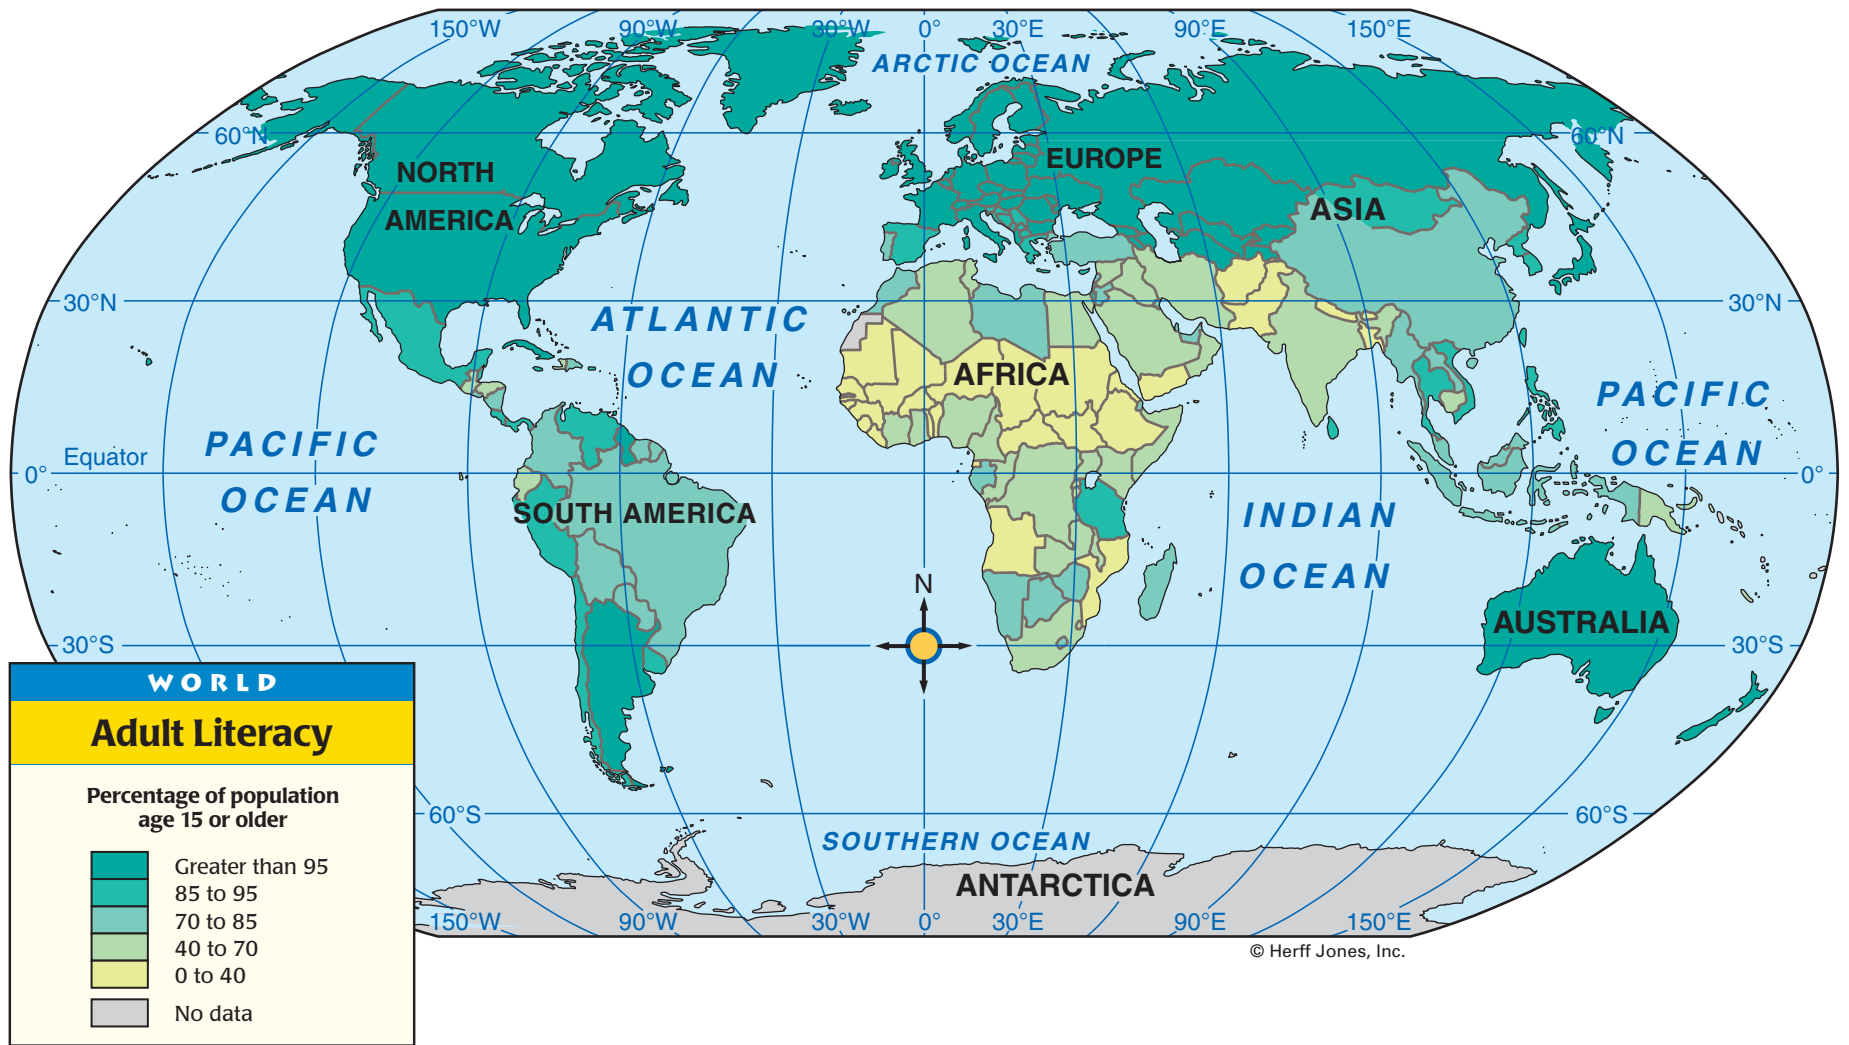 150°W 90°W 30°W 0° 30°E 90°E 150°E
ARCTIC OCEAN
60°N 60°N
EUROPE
NORTH
AMERICA
ASIA
30°N 30°N
ATLANTIC
OCEAN
AFRICA
PACIFIC
OCEAN
PACIFIC
OCEAN
Equator
0° 0°
SOUTH AMERICA
INDIAN
OCEAN
N
AUSTRALIA
30°S 30°S
WORLD
Adult Literacy
Percentage of population
age 15 or older
Greater than 95
85 to 95
70 to 85
40 to 70
0 to 40
No data
60°S 60°S
SOUTHERN OCEAN
ANTARCTICA
150°W 90°W 30°W 0° 30°E 90°E 150°E
© Herff Jones, Inc.